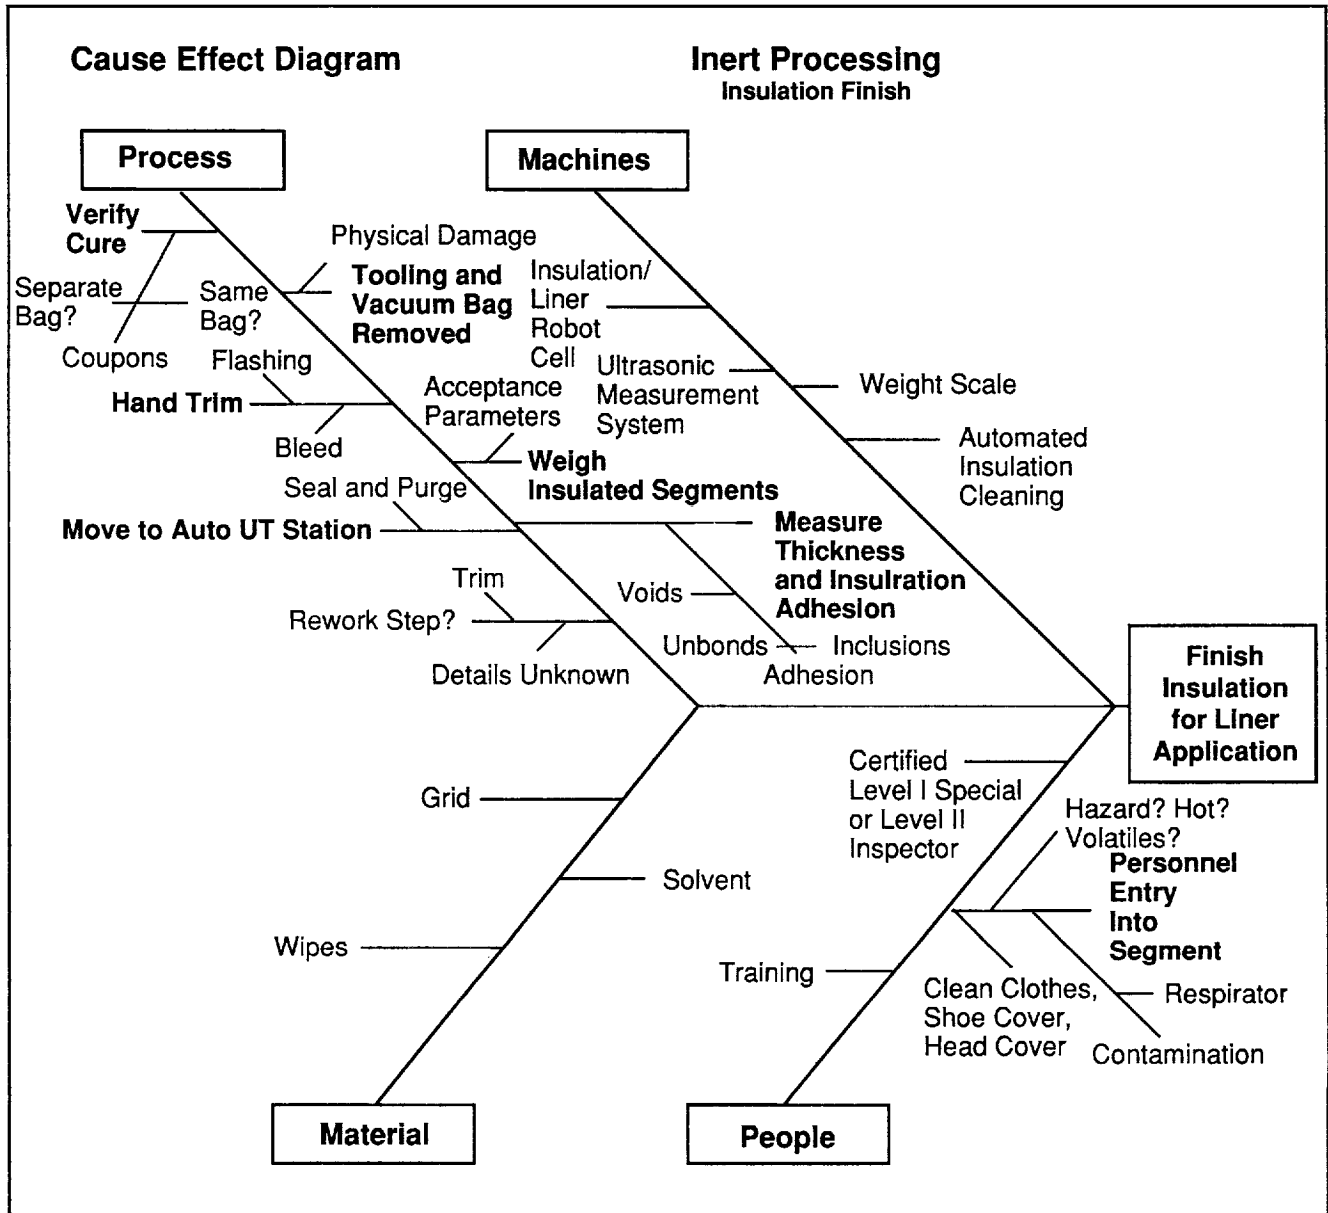 Cause Effect Diagram
Inert Processing
Insulation Finish
Process
Machines
Verify
Cure
Physical Damage
Tooling and
Vacuum Bag
Removed
Insulation/
Liner
Robot
Cell
Separate
Bag?
Same
Bag?
Coupons
Flashing
Hand Trim
Bleed
Acceptance
Parameters
Ultrasonic
Measurement
System
Weight Scale
Automated
Insulation
Cleaning
Weigh
Insulated Segments
Seal and Purge
Move to Auto UT Station
Measure
Thickness
and Insulration
Adhesion
Voids
Unbonds
Inclusions
Adhesion
Trim
Rework Step?
Details Unknown
Finish
Insulation
for Liner
Application
Grid
Solvent
Wipes
Certified
Level I Special
or Level II
Inspector
Hazard? Hot?
Volatiles?
Personnel
Entry
Into
Segment
Training
Clean Clothes,
Shoe Cover,
Head Cover
Respirator
Contamination
Material
People